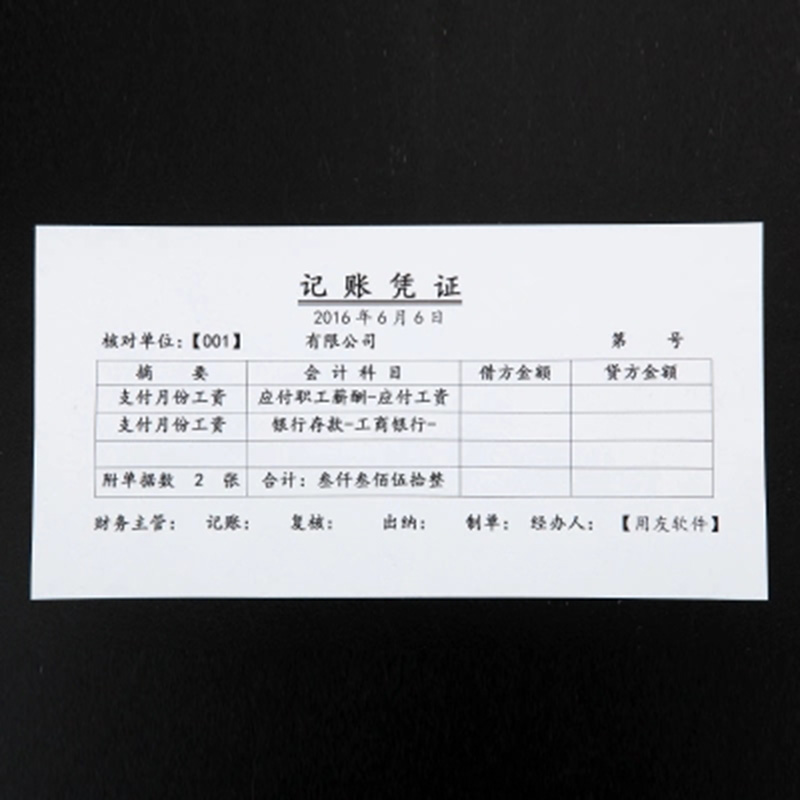 记账凭证
2016年6月6日
核对单位:【001】 有限公司 第 号
摘 要 会计科目 借方金额 贷方金额
支付月份工资 应付职工薪酬-应付工资
支付月份工资 银行存款-工商银行-
附单据数 2 张 合计: 叁仟叁佰伍拾整
财务主管: 记账: 复核: 出纳: 制单: 经办人: 【用友软件】